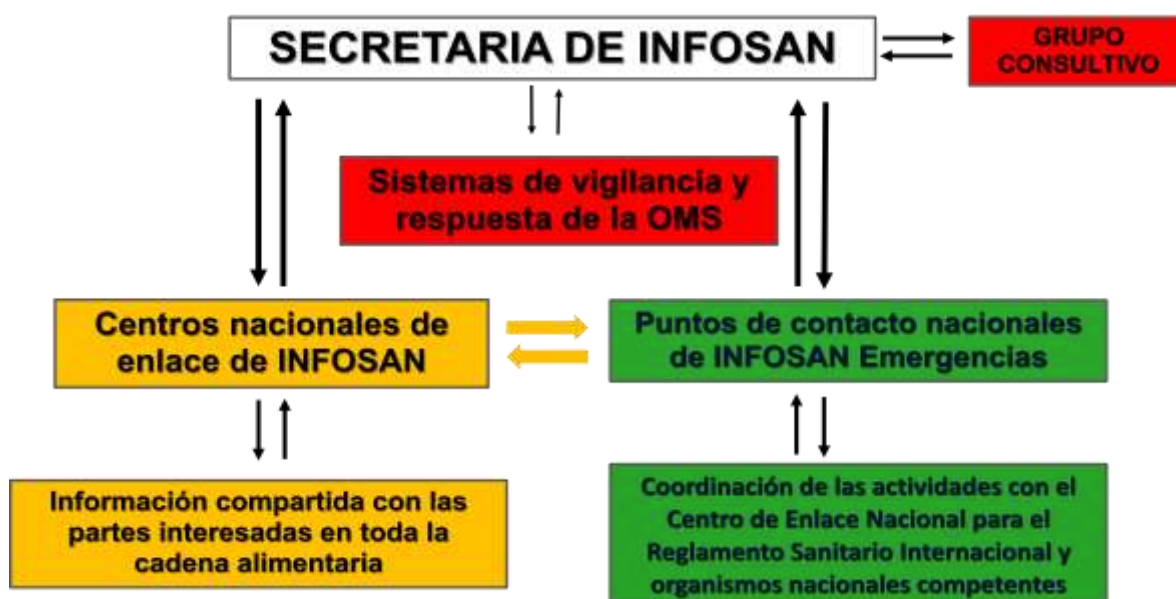 SECRETARIA DE INFOSAN
GRUPO
CONSULTIVO
Sistemas de vigilancia y
respuesta de la OMS
Centros nacionales de
enlace de INFOSAN
Puntos de contacto nacionales
de INFOSAN Emergencias
Información compartida con las
partes interesadas en toda la
cadena alimentaria
Coordinación de las actividades con el
Centro de Enlace Nacional para el
Reglamento Sanitario Internacional y
organismos nacionales competentes